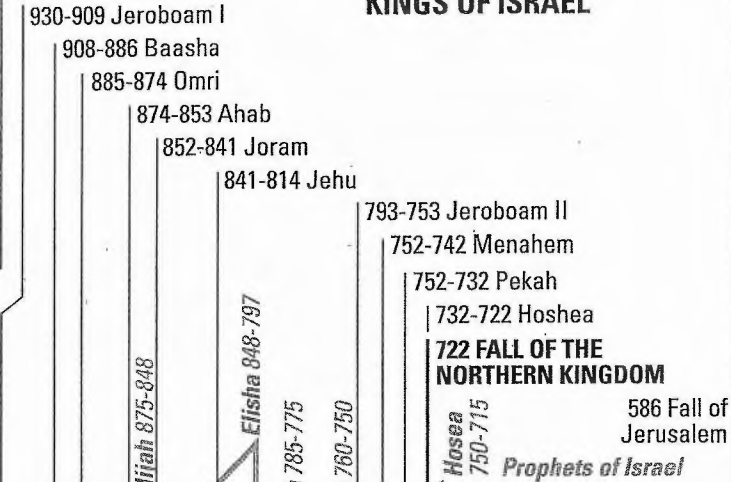 KINGS OF ISRAEL
930-909 Jeroboam I
908-886 Baasha
885-874 Omri
874-853 Ahab
852-841 Joram
841-814 Jehu
793-753 Jeroboam II
752-742 Menahem
752-732 Pekah
732-722 Hoshea
722 FALL OF THE
NORTHERN KINGDOM
875-848
Elisha 848-797
785-775
760-750
Hosea
750-715
586 Fall of
Jerusalem
Prophets of Israel